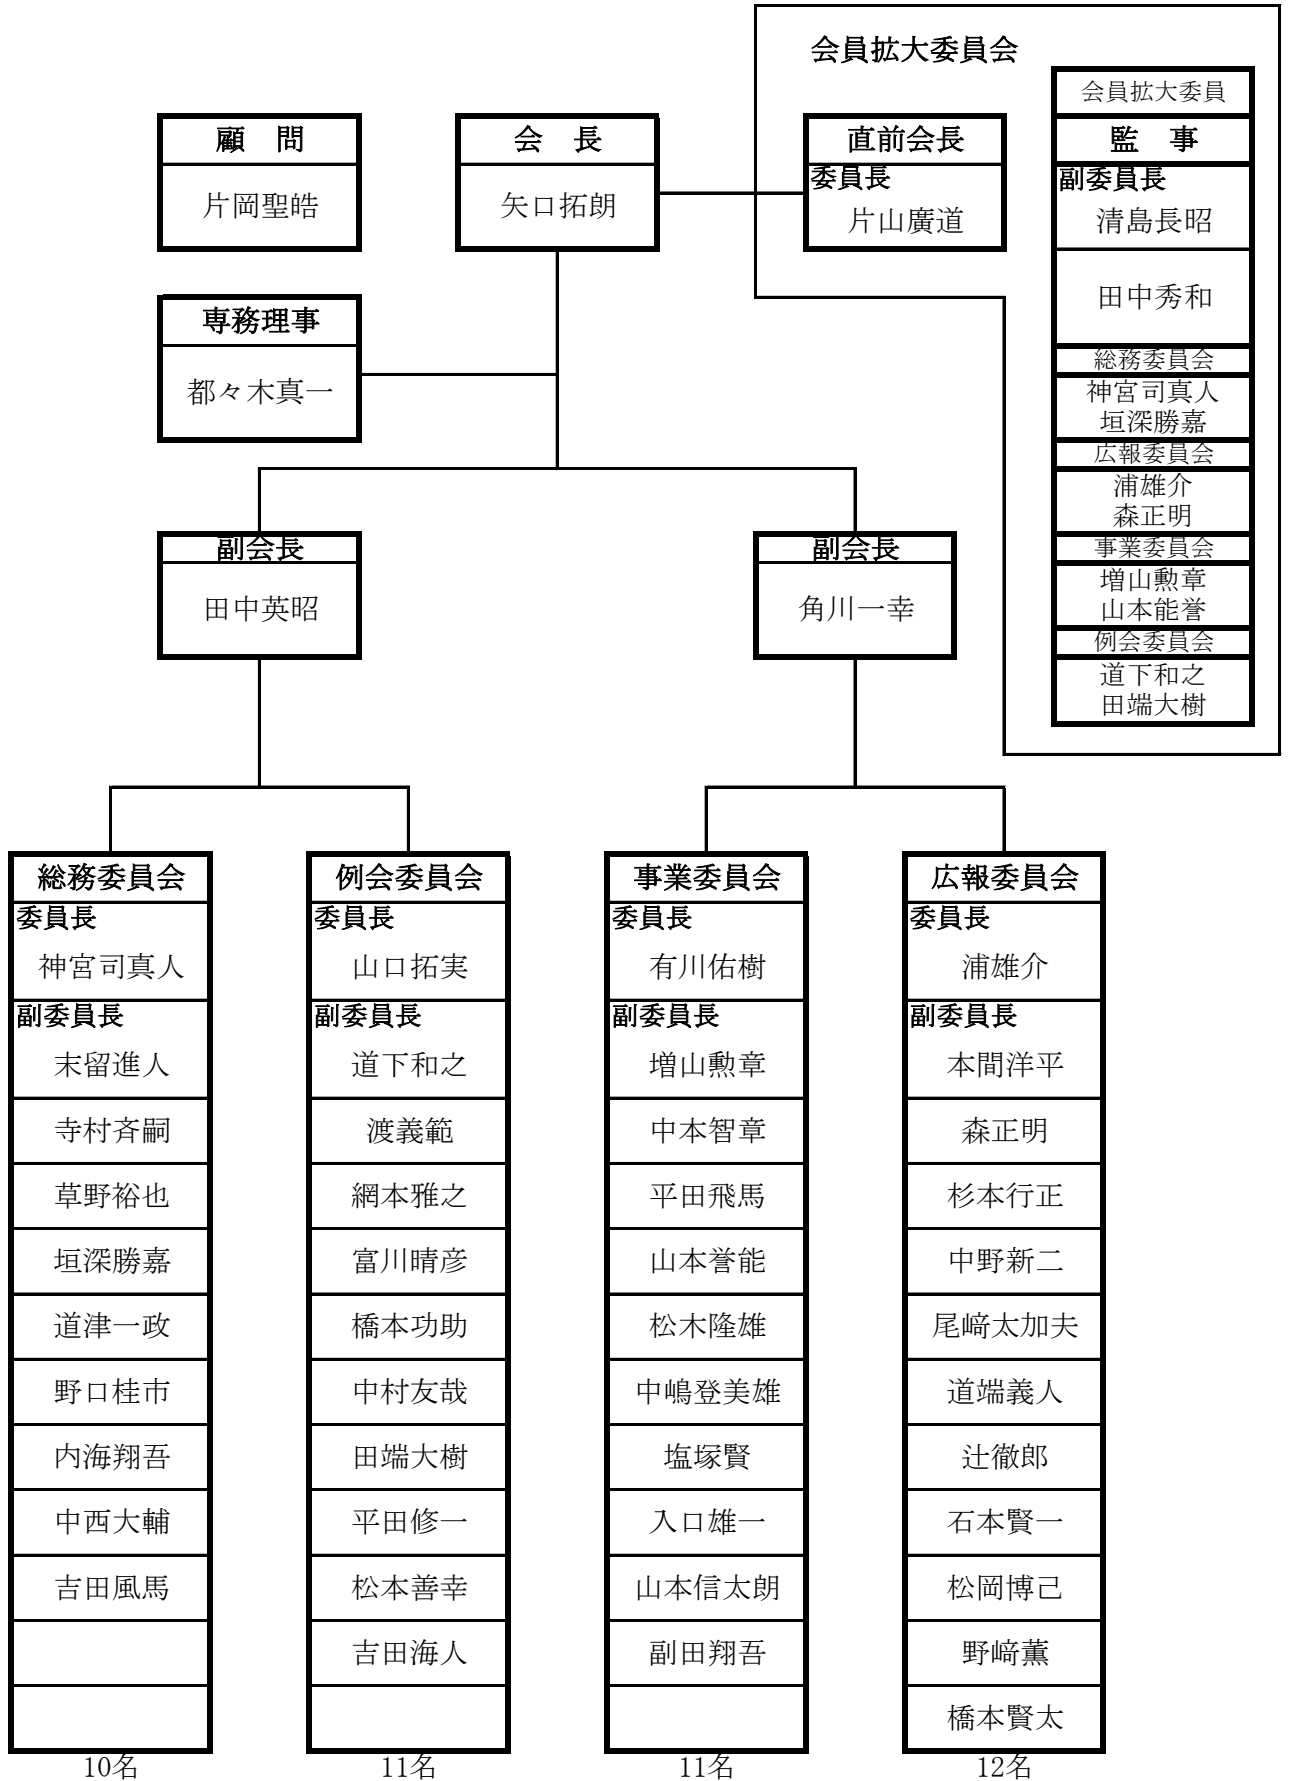 会員拡大委員会
会員拡大委員
顧　問
会　長
直前会長
監　事
委員長
副委員長
片岡聖皓
矢口拓朗
片山廣道
清島長昭
田中秀和
専務理事
都々木真一
総務委員会
神宮司真人
垣深勝嘉
広報委員会
浦雄介
森正明
事業委員会
増山勲章
山本能誉
例会委員会
道下和之
田端大樹
副会長
田中英昭
副会長
角川一幸
総務委員会
委員長
神宮司真人
副委員長
末留進人
寺村斉嗣
草野裕也
垣深勝嘉
道津一政
野口桂市
内海翔吾
中西大輔
吉田風馬
10名
例会委員会
委員長
山口拓実
副委員長
道下和之
渡義範
網本雅之
富川晴彦
橋本功助
中村友哉
田端大樹
平田修一
松本善幸
吉田海人
11名
事業委員会
委員長
有川佑樹
副委員長
増山勲章
中本智章
平田飛馬
山本誉能
松木隆雄
中嶋登美雄
塩塚賢
入口雄一
山本信太朗
副田翔吾
11名
広報委員会
委員長
浦雄介
副委員長
本間洋平
森正明
杉本行正
中野新二
尾﨑太加夫
道端義人
辻徹郎
石本賢一
松岡博己
野﨑薫
橋本賢太
12名